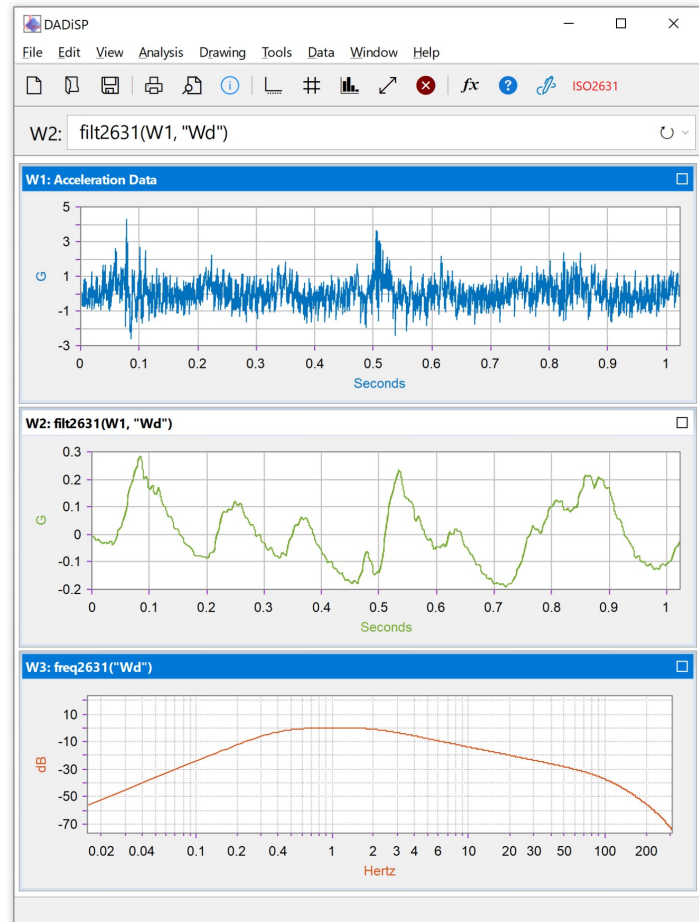 DADiSP
File Edit View Analysis Drawing Tools Data Window Help
fx ? ISO2631
W2: filt2631(W1, "Wd")
W1: Acceleration Data
5
3
1
-1
-3
G
0 0.1 0.2 0.3 0.4 0.5 0.6 0.7 0.8 0.9 1
Seconds
W2: filt2631(W1, "Wd")
0.3
0.2
0.1
0
-0.1
-0.2
G
0 0.1 0.2 0.3 0.4 0.5 0.6 0.7 0.8 0.9 1
Seconds
W3: freq2631("Wd")
10
-10
-30
-50
-70
dB
0.02 0.04 0.1 0.2 0.4 1 2 3 4 6 10 20 30 50 100 200
Hertz